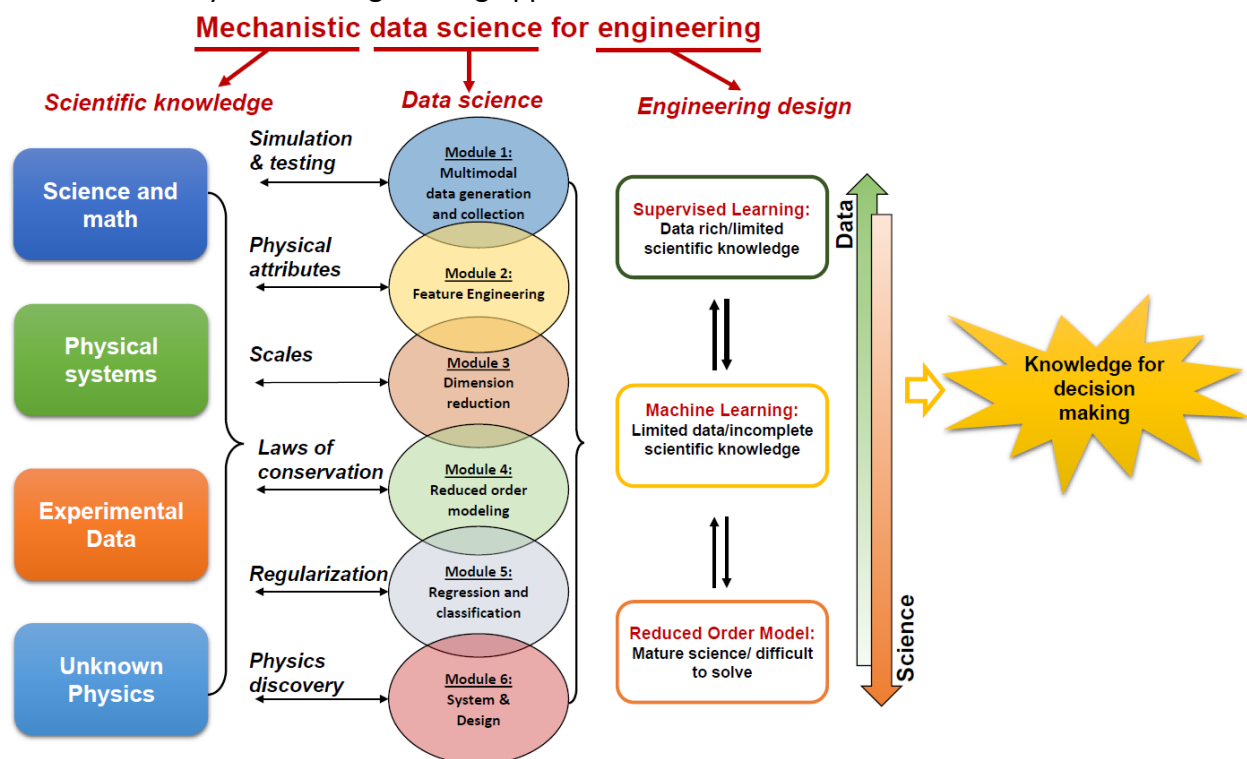 Mechanistic data science for engineering
Scientific knowledge
Data science
Engineering design
Science and
math
Physical
systems
Experimental
Data
Unknown
Physics
Simulation
& testing
Physical
attributes
Scales
Laws of
conservation
Regularization
Physics
discovery
Module 1:
Multimodal
data generation
and collection
Module 2:
Feature Engineering
Module 3
Dimension
reduction
Module 4:
Reduced order
modeling
Module 5:
Regression and
classification
Module 6:
System &
Design
Supervised Learning:
Data rich/limited
scientific knowledge
Machine Learning:
Limited data/incomplete
scientific knowledge
Reduced Order Model:
Mature science/ difficult
to solve
Data
Science
Knowledge for
decision
making